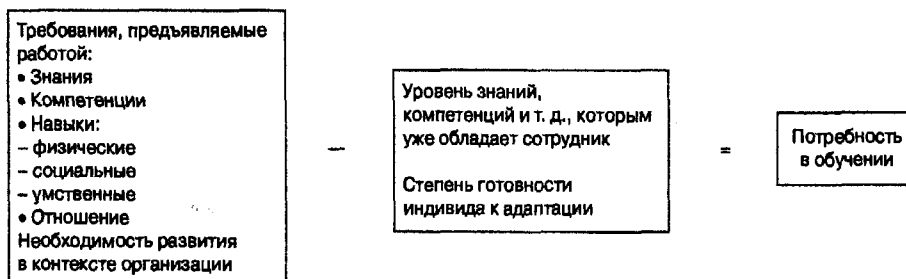 Требования, предъявляемые
работой:
• Знания
• Компетенции
• Навыки:
– физические
– социальные
– умственные
• Отношение
Необходимость развития
в контексте организации
–
Уровень знаний,
компетенций и т. д., которым
уже обладает сотрудник
Степень готовности
индивида к адаптации
=
Потребность
в обучении